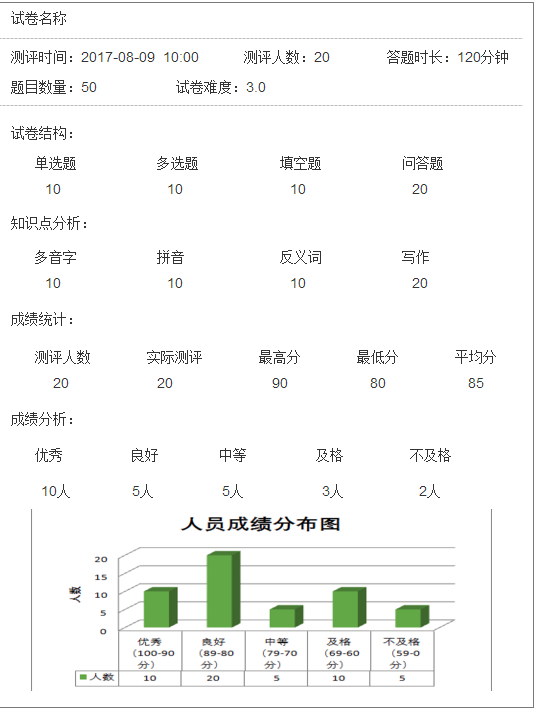 试卷名称
测评时间：2017-08-09 10:00 测评人数：20 答题时长：120分钟
题目数量：50 试卷难度：3.0
试卷结构：
单选题 多选题 填空题 问答题
10 10 10 20
知识点分析：
多音字 拼音 反义词 写作
10 10 10 20
成绩统计：
测评人数 实际测评 最高分 最低分 平均分
20 20 90 80 85
成绩分析：
优秀 良好 中等 及格 不及格
10人 5人 5人 3人 2人
人员成绩分布图
人数
20
15
10
5
0
优秀 良好 中等 及格 不及格
（100-90 （89-80 （79-70 （69-60 （59-0
分） 分） 分） 分） 分）
人数 10 20 5 10 5